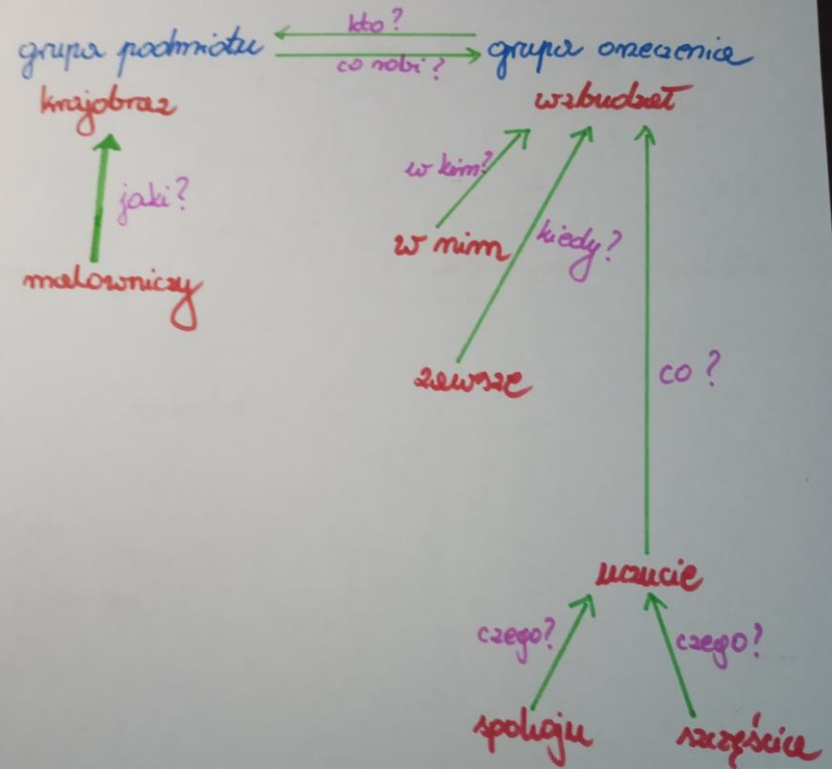 grupa podmiotu kto? grupa orzeczenia
co robi?
krajobraz wzbudzał
jaki? w kim?
w nim kiedy?
malowniczy
zawsze co?
uczucie
czego? czego?
spokoju szczęścia